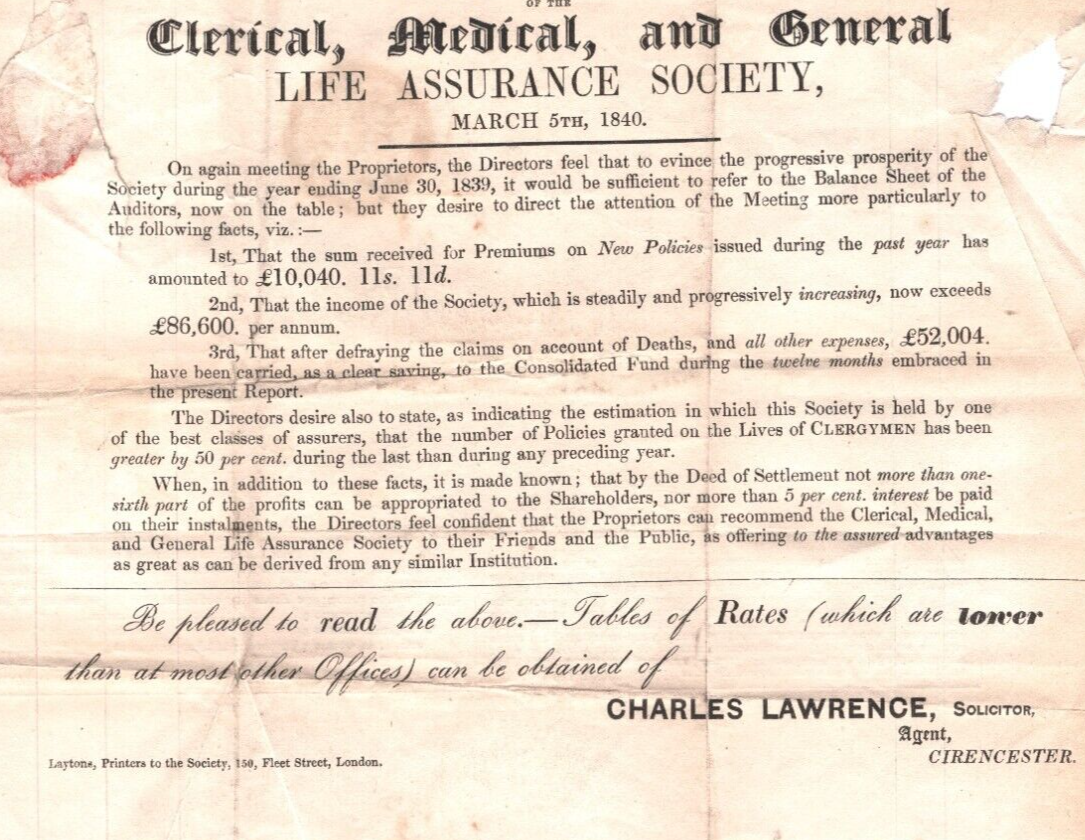 OF THE
Clerical, Medical, and General
LIFE ASSURANCE SOCIETY,
MARCH 5TH, 1840.
On again meeting the Proprietors, the Directors feel that to evince the progressive prosperity of the
Society during the year ending June 30, 1839, it would be sufficient to refer to the Balance Sheet of the
Auditors, now on the table; but they desire to direct the attention of the Meeting more particularly to
the following facts, viz.:—
1st, That the sum received for Premiums on New Policies issued during the past year has
amounted to £10,040. 11s. 11d.
2nd, That the income of the Society, which is steadily and progressively increasing, now exceeds
£86,600. per annum.
3rd, That after defraying the claims on account of Deaths, and all other expenses, £52,004.
have been carried, as a clear saving, to the Consolidated Fund during the twelve months embraced in
the present Report.
The Directors desire also to state, as indicating the estimation in which this Society is held by one
of the best classes of assurers, that the number of Policies granted on the Lives of CLERGYMEN has been
greater by 50 per cent. during the last than during any preceding year.
When, in addition to these facts, it is made known; that by the Deed of Settlement not more than one-
sixth part of the profits can be appropriated to the Shareholders, nor more than 5 per cent. interest be paid
on their instalments, the Directors feel confident that the Proprietors can recommend the Clerical, Medical,
and General Life Assurance Society to their Friends and the Public, as offering to the assured advantages
as great as can be derived from any similar Institution.
Be pleased to read the above.—Tables of Rates (which are lower
than at most other Offices) can be obtained of
CHARLES LAWRENCE, SOLICITOR,
Agent,
CIRENCESTER.
Laytons, Printers to the Society, 150, Fleet Street, London.